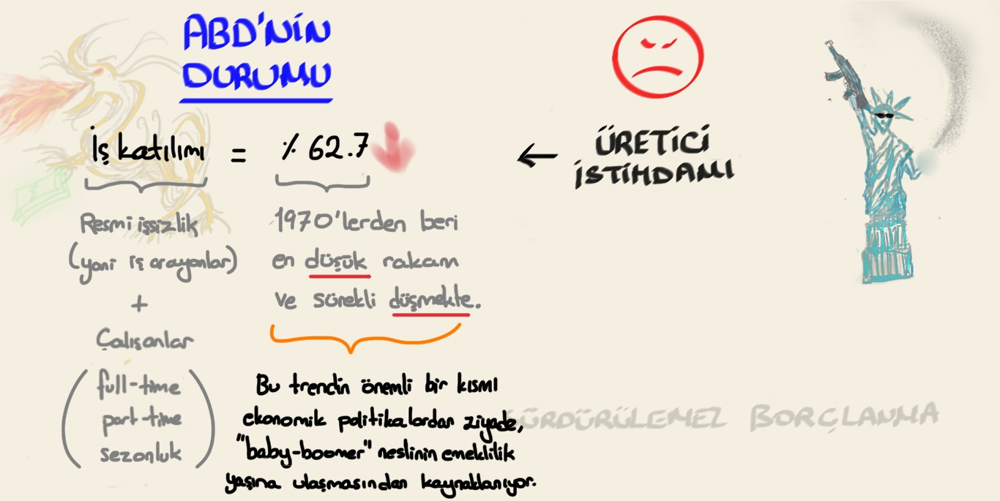 ABD'NİN
DURUMU
İş katılımı = % 62.7
← ÜRETİCİ
İSTİHDAMI
Resmi işsizlik
(yani iş arayanlar)
+
Çalışanlar
(full-time
part-time
sezonluk)
1970'lerden beri
en düşük rakam
ve sürekli düşmekte.
Bu trendin önemli bir kısmı
ekonomik politikalardan ziyade,
"baby-boomer" neslinin emeklilik
yaşına ulaşmasından kaynaklanıyor.
SÜRDÜRÜLEMEZ BORÇLANMA